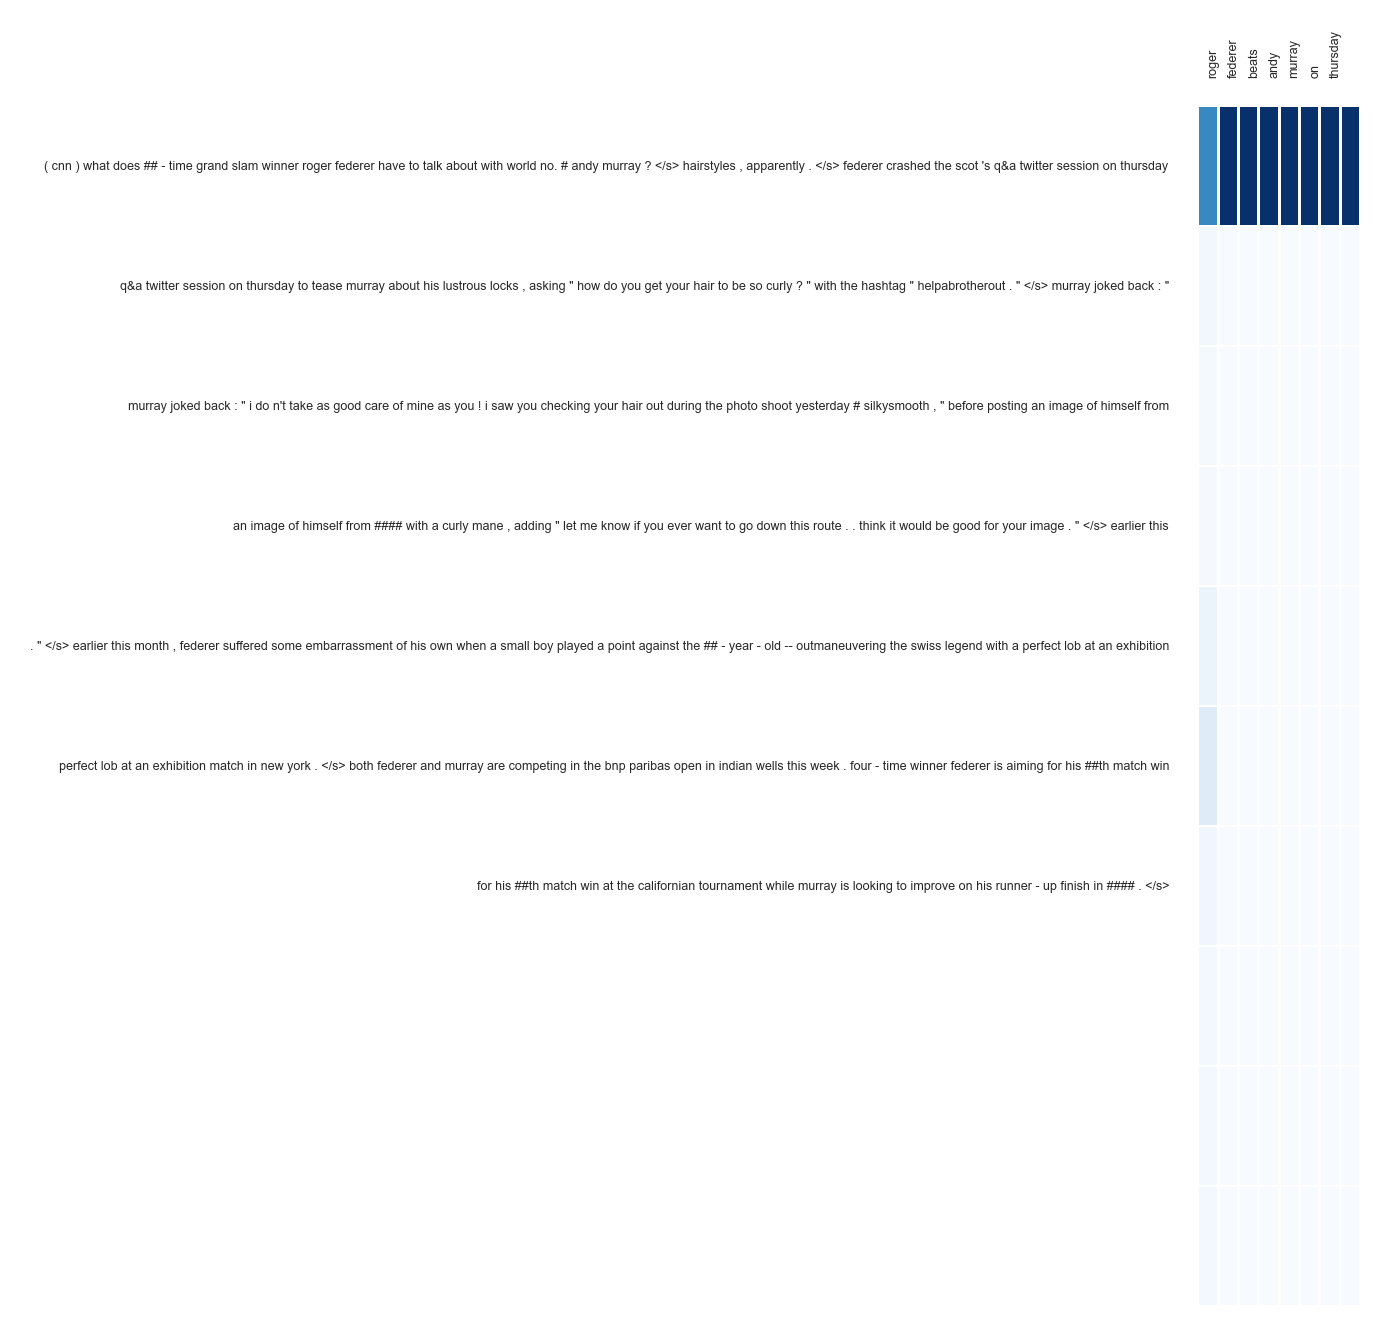 roger
federer
beats
andy
murray
on
thursday
( cnn ) what does ## - time grand slam winner roger federer have to talk about with world no. # andy murray ? </s> hairstyles , apparently . </s> federer crashed the scot 's q&a twitter session on thursday
q&a twitter session on thursday to tease murray about his lustrous locks , asking " how do you get your hair to be so curly ? " with the hashtag " helpabrotherout . " </s> murray joked back : "
murray joked back : " i do n't take as good care of mine as you ! i saw you checking your hair out during the photo shoot yesterday # silkysmooth , " before posting an image of himself from
an image of himself from #### with a curly mane , adding " let me know if you ever want to go down this route . . think it would be good for your image . " </s> earlier this
. " </s> earlier this month , federer suffered some embarrassment of his own when a small boy played a point against the ## - year - old -- outmaneuvering the swiss legend with a perfect lob at an exhibition
perfect lob at an exhibition match in new york . </s> both federer and murray are competing in the bnp paribas open in indian wells this week . four - time winner federer is aiming for his ##th match win
for his ##th match win at the californian tournament while murray is looking to improve on his runner - up finish in #### . </s>